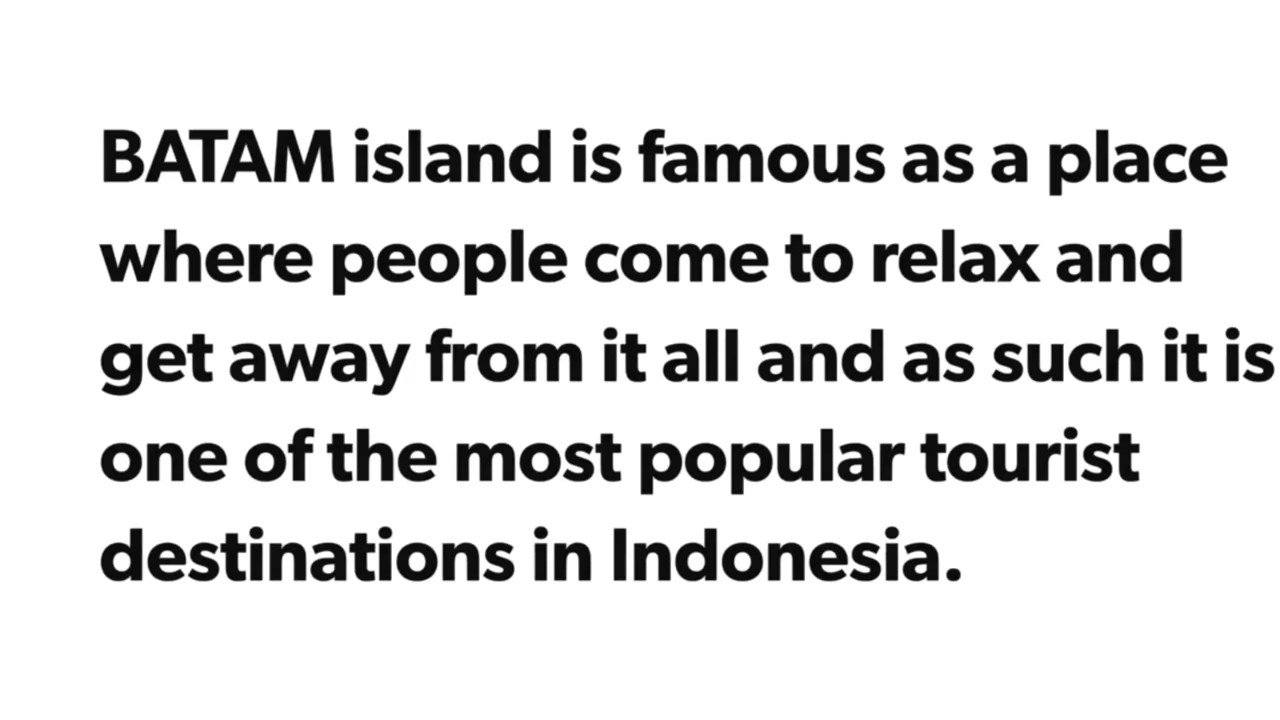 BATAM island is famous as a place
where people come to relax and
get away from it all and as such it is
one of the most popular tourist
destinations in Indonesia.